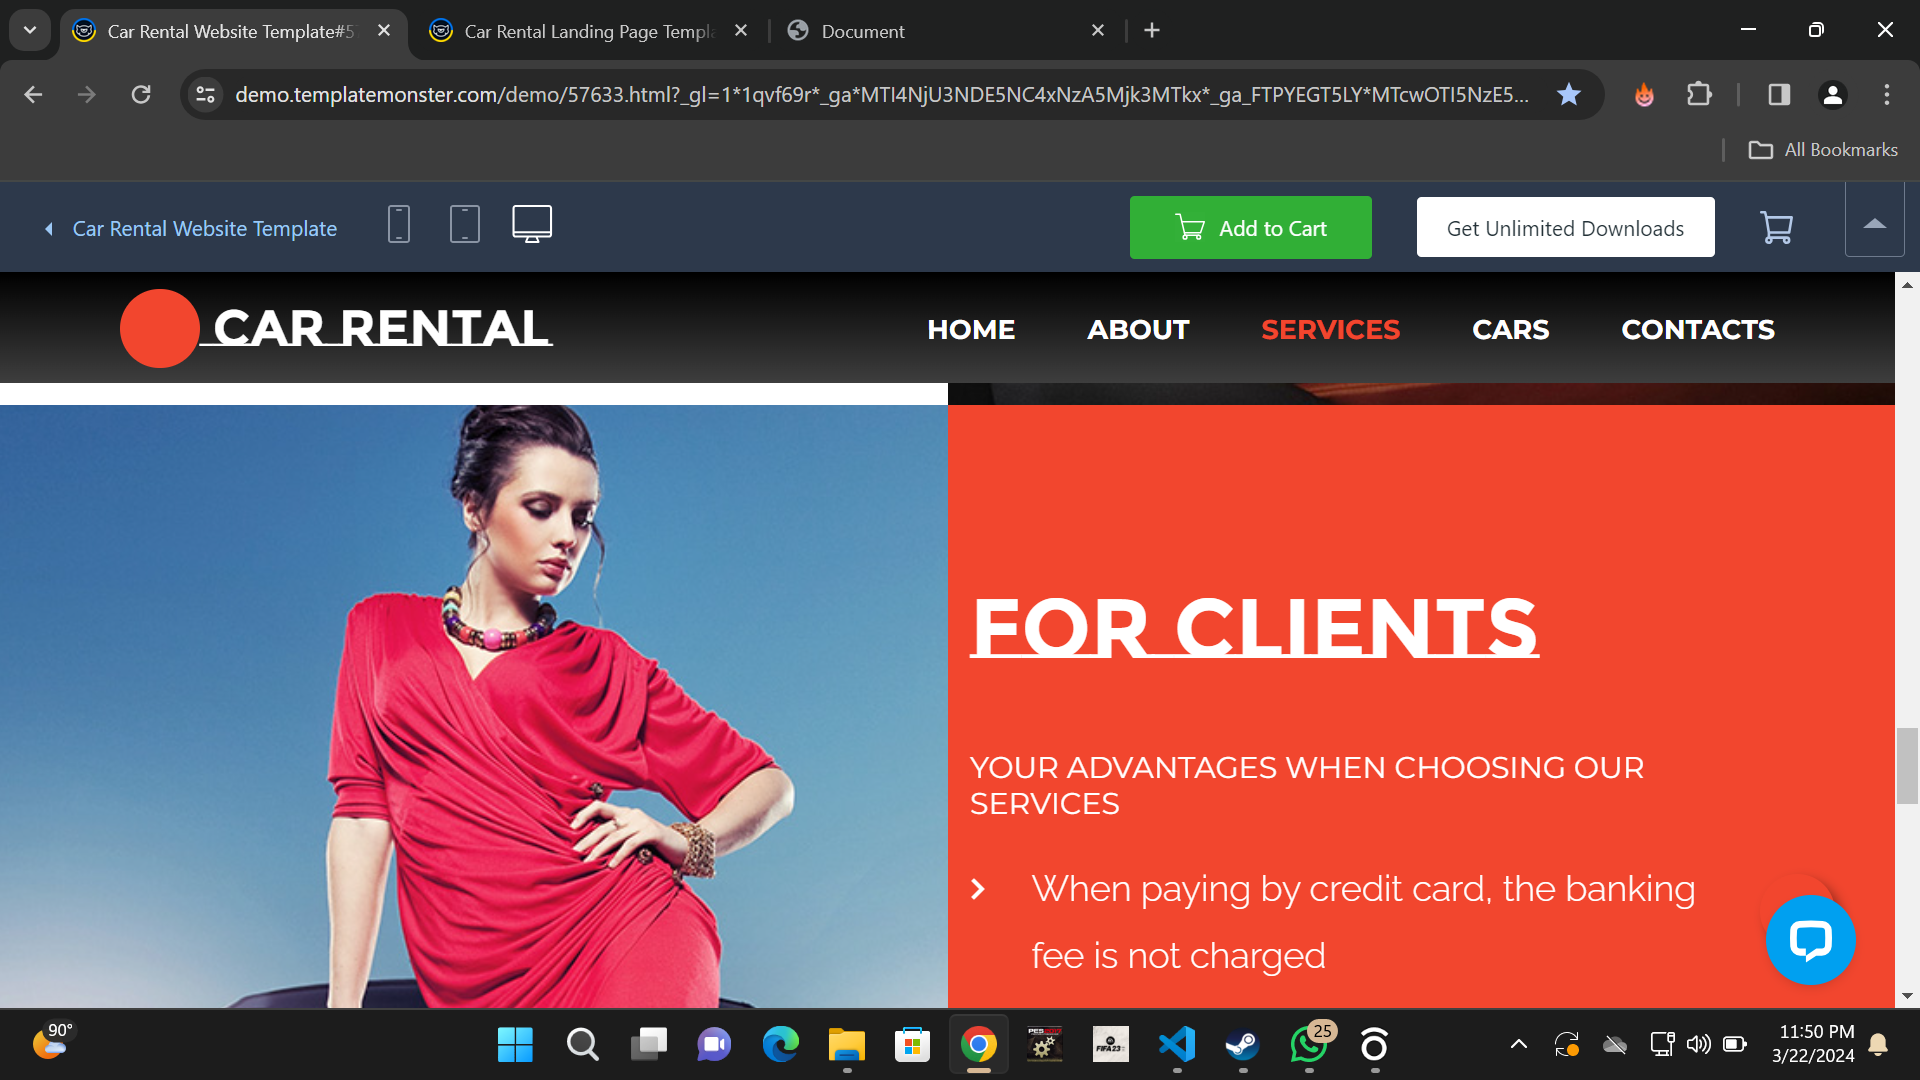 Car Rental Website Template#5
Car Rental Landing Page Templa
Document
demo.templatemonster.com/demo/57633.html?_gl=1*1qvf69r*_ga*MTI4NjU3NDE5NC4xNzA5Mjk3MTkx*_ga_FTPYEGT5LY*MTcwOTI5NzE5...
All Bookmarks
Car Rental Website Template
Add to Cart
Get Unlimited Downloads
CAR RENTAL
HOME
ABOUT
SERVICES
CARS
CONTACTS
FOR CLIENTS
YOUR ADVANTAGES WHEN CHOOSING OUR
SERVICES
When paying by credit card, the banking
fee is not charged
90°
FIFA23
25
11:50 PM
3/22/2024